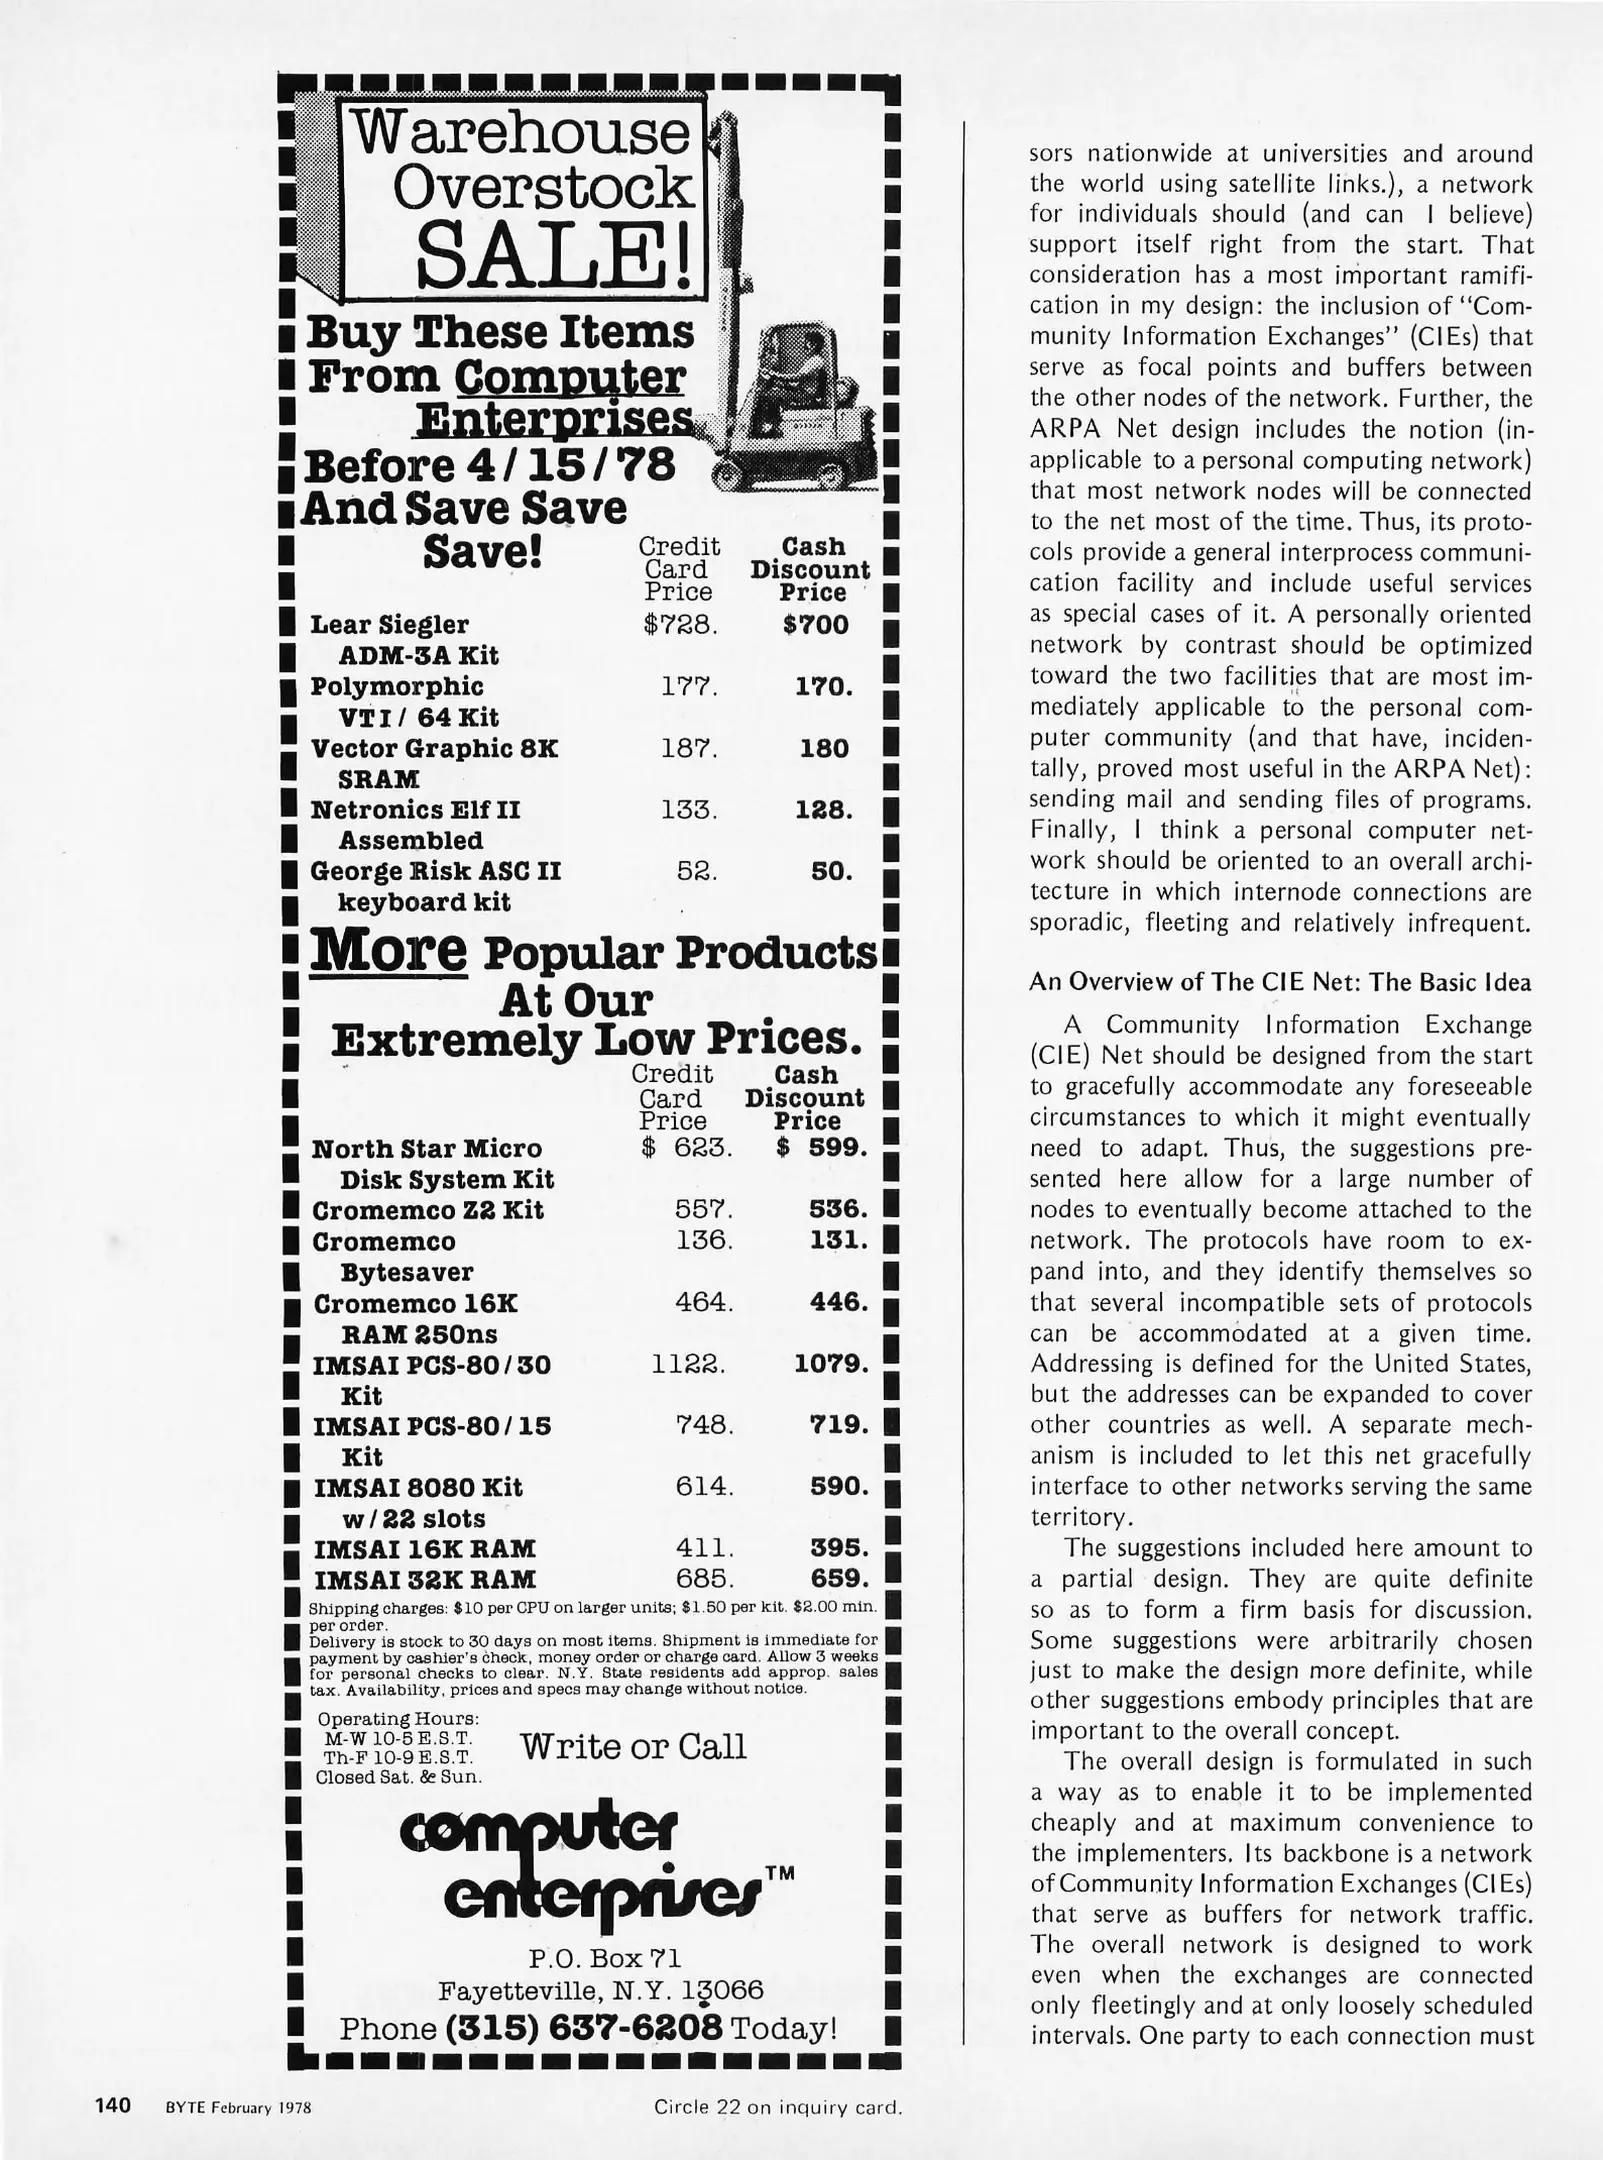 Warehouse
Overstock
SALE!
Buy These Items
From Computer
Enterprises
Before 4/15/78
And Save Save
Save!
Credit Card Price
Cash Discount Price
Lear Siegler $728. $700
ADM-3A Kit
Polymorphic 177. 170.
VTI/ 64 Kit
Vector Graphic 8K 187. 180
SRAM
Netronics Elf II 133. 128.
Assembled
George Risk ASC II 52. 50.
keyboard kit
More Popular Products
At Our
Extremely Low Prices.
Credit Card Price
Cash Discount Price
North Star Micro $ 623. $ 599.
Disk System Kit
Cromemco Z2 Kit 557. 536.
Cromemco 136. 131.
Bytesaver
Cromemco 16K 464. 446.
RAM 250ns
IMSAI PCS-80/30 1122. 1079.
Kit
IMSAI PCS-80/15 748. 719.
Kit
IMSAI 8080 Kit 614. 590.
w/22 slots
IMSAI 16K RAM 411. 395.
IMSAI 32K RAM 685. 659.
Shipping charges: $10 per CPU on larger units; $1.50 per kit. $2.00 min.
per order.
Delivery is stock to 30 days on most items. Shipment is immediate for
payment by cashier's check, money order or charge card. Allow 3 weeks
for personal checks to clear. N.Y. State residents add approp. sales
tax. Availability, prices and specs may change without notice.
Operating Hours:
M-W 10-5 E.S.T.
Th-F 10-9 E.S.T.
Closed Sat. & Sun.
Write or Call
computer
enterprises™
P.O. Box 71
Fayetteville, N.Y. 13066
Phone (315) 637-6208 Today!
sors nationwide at universities and around
the world using satellite links.), a network
for individuals should (and can I believe)
support itself right from the start. That
consideration has a most important ramifi-
cation in my design: the inclusion of "Com-
munity Information Exchanges" (CIEs) that
serve as focal points and buffers between
the other nodes of the network. Further, the
ARPA Net design includes the notion (in-
applicable to a personal computing network)
that most network nodes will be connected
to the net most of the time. Thus, its proto-
cols provide a general interprocess communi-
cation facility and include useful services
as special cases of it. A personally oriented
network by contrast should be optimized
toward the two facilities that are most im-
mediately applicable to the personal com-
puter community (and that have, inciden-
tally, proved most useful in the ARPA Net):
sending mail and sending files of programs.
Finally, I think a personal computer net-
work should be oriented to an overall archi-
tecture in which internode connections are
sporadic, fleeting and relatively infrequent.
An Overview of The CIE Net: The Basic Idea
A Community Information Exchange
(CIE) Net should be designed from the start
to gracefully accommodate any foreseeable
circumstances to which it might eventually
need to adapt. Thus, the suggestions pre-
sented here allow for a large number of
nodes to eventually become attached to the
network. The protocols have room to ex-
pand into, and they identify themselves so
that several incompatible sets of protocols
can be accommodated at a given time.
Addressing is defined for the United States,
but the addresses can be expanded to cover
other countries as well. A separate mech-
anism is included to let this net gracefully
interface to other networks serving the same
territory.
The suggestions included here amount to
a partial design. They are quite definite
so as to form a firm basis for discussion.
Some suggestions were arbitrarily chosen
just to make the design more definite, while
other suggestions embody principles that are
important to the overall concept.
The overall design is formulated in such
a way as to enable it to be implemented
cheaply and at maximum convenience to
the implementers. Its backbone is a network
of Community Information Exchanges (CIEs)
that serve as buffers for network traffic.
The overall network is designed to work
even when the exchanges are connected
only fleetingly and at only loosely scheduled
intervals. One party to each connection must
140 BYTE February 1978
Circle 22 on inquiry card.